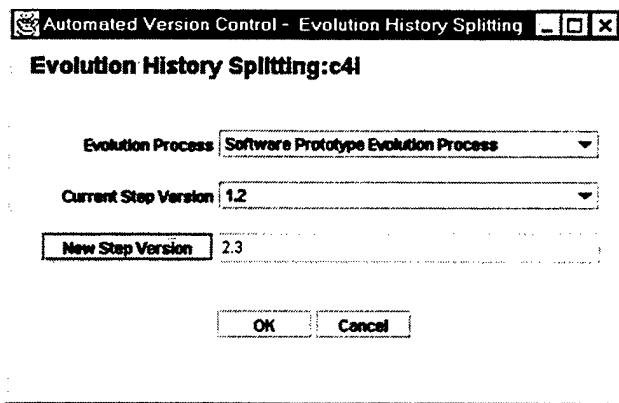 Automated Version Control - Evolution History Splitting
Evolution History Splitting:c4i
Evolution Process Software Prototype Evolution Process
Current Step Version 1.2
New Step Version 2.3
OK Cancel